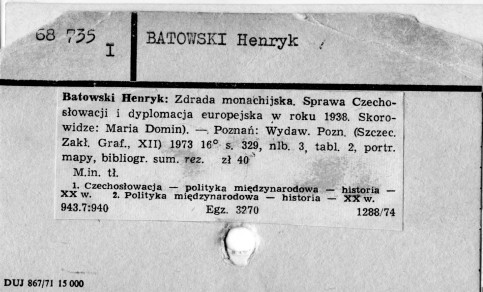 68 735
I
BATOWSKI Henryk
Batowski Henryk: Zdrada monachijska. Sprawa Czecho-
słowacji i dyplomacja europejska w roku 1938. Skoro-
widze: Maria Domin). — Poznań: Wydaw. Pozn. (Szczec.
Zakł. Graf., XII) 1973 16° s. 329, nlb. 3, tabl. 2, portr.
mapy, bibliogr. sum. rez. zł 40
M.in. tł.
1. Czechosłowacja — polityka międzynarodowa — historia —
XX w. 2. Polityka międzynarodowa — historia — XX w.
943.7:940 Egz. 3270 1288/74
DUJ 867/71 15 000